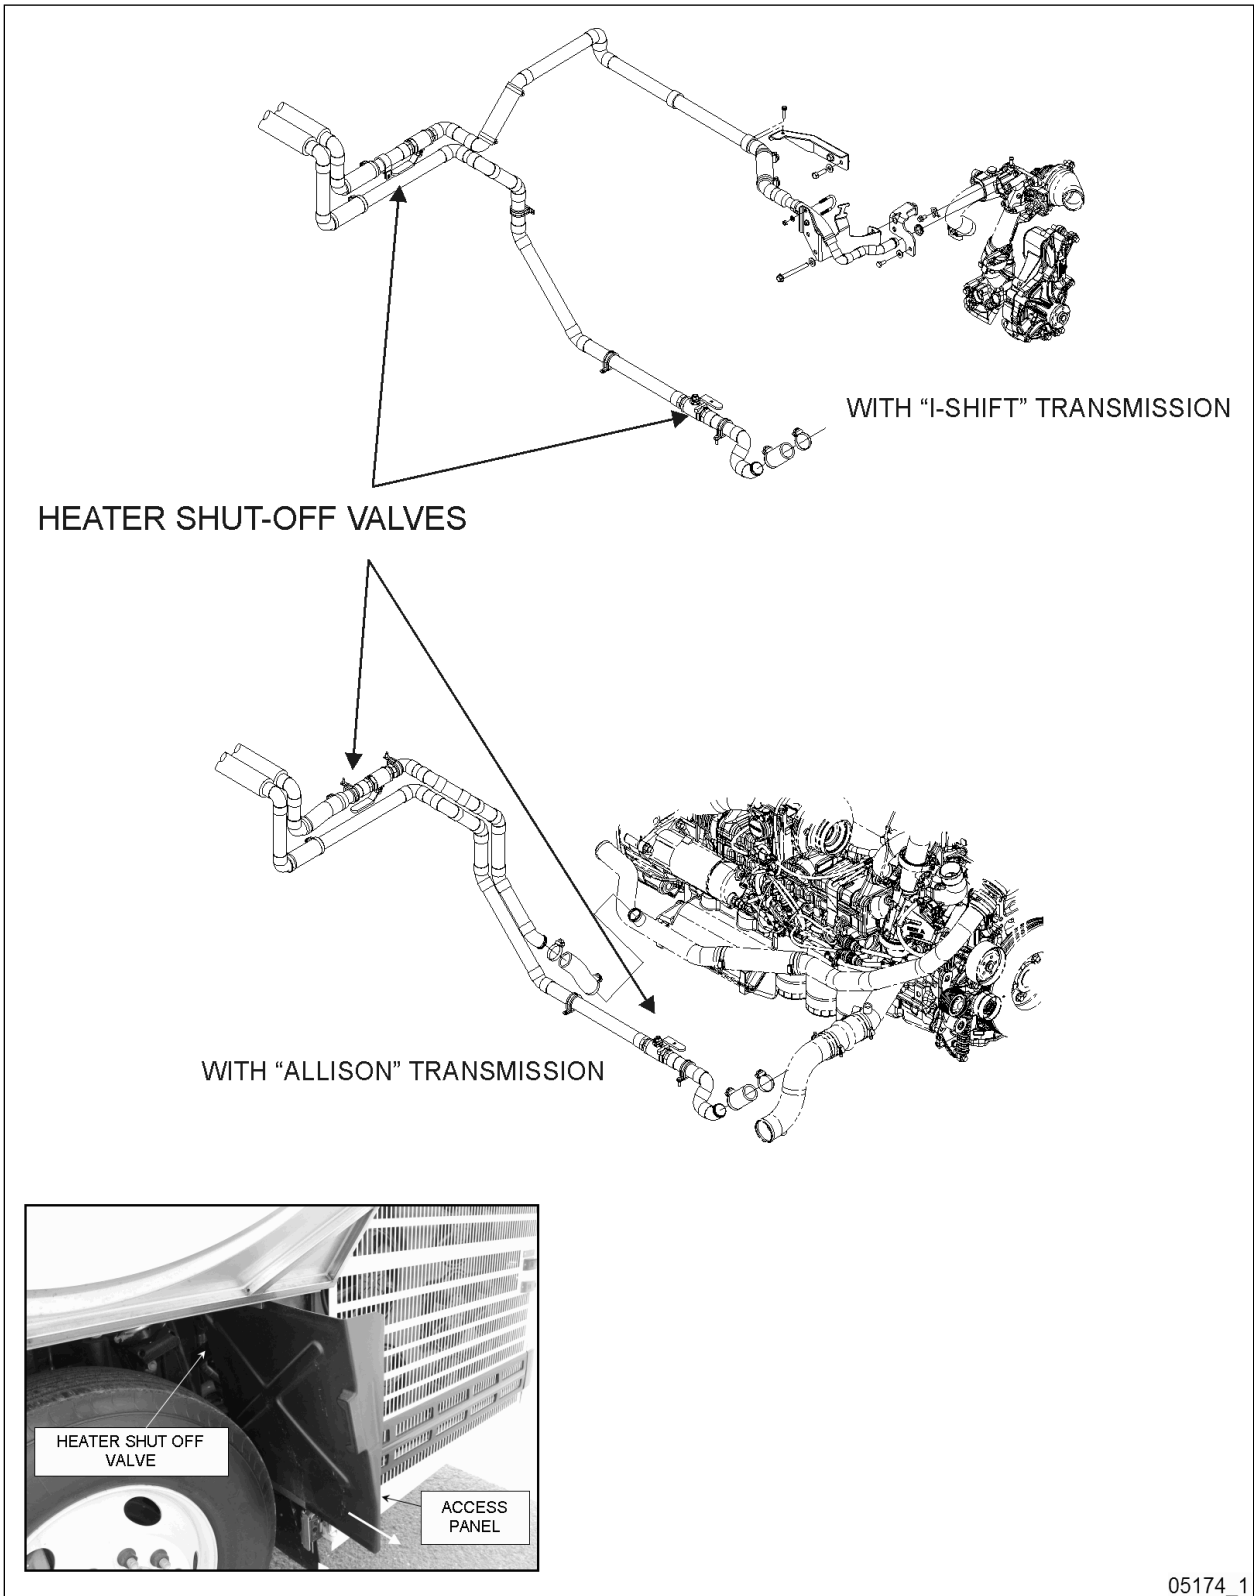 WITH “I-SHIFT” TRANSMISSION
HEATER SHUT-OFF VALVES
WITH “ALLISON” TRANSMISSION
HEATER SHUT OFF
VALVE
ACCESS
PANEL
05174_1